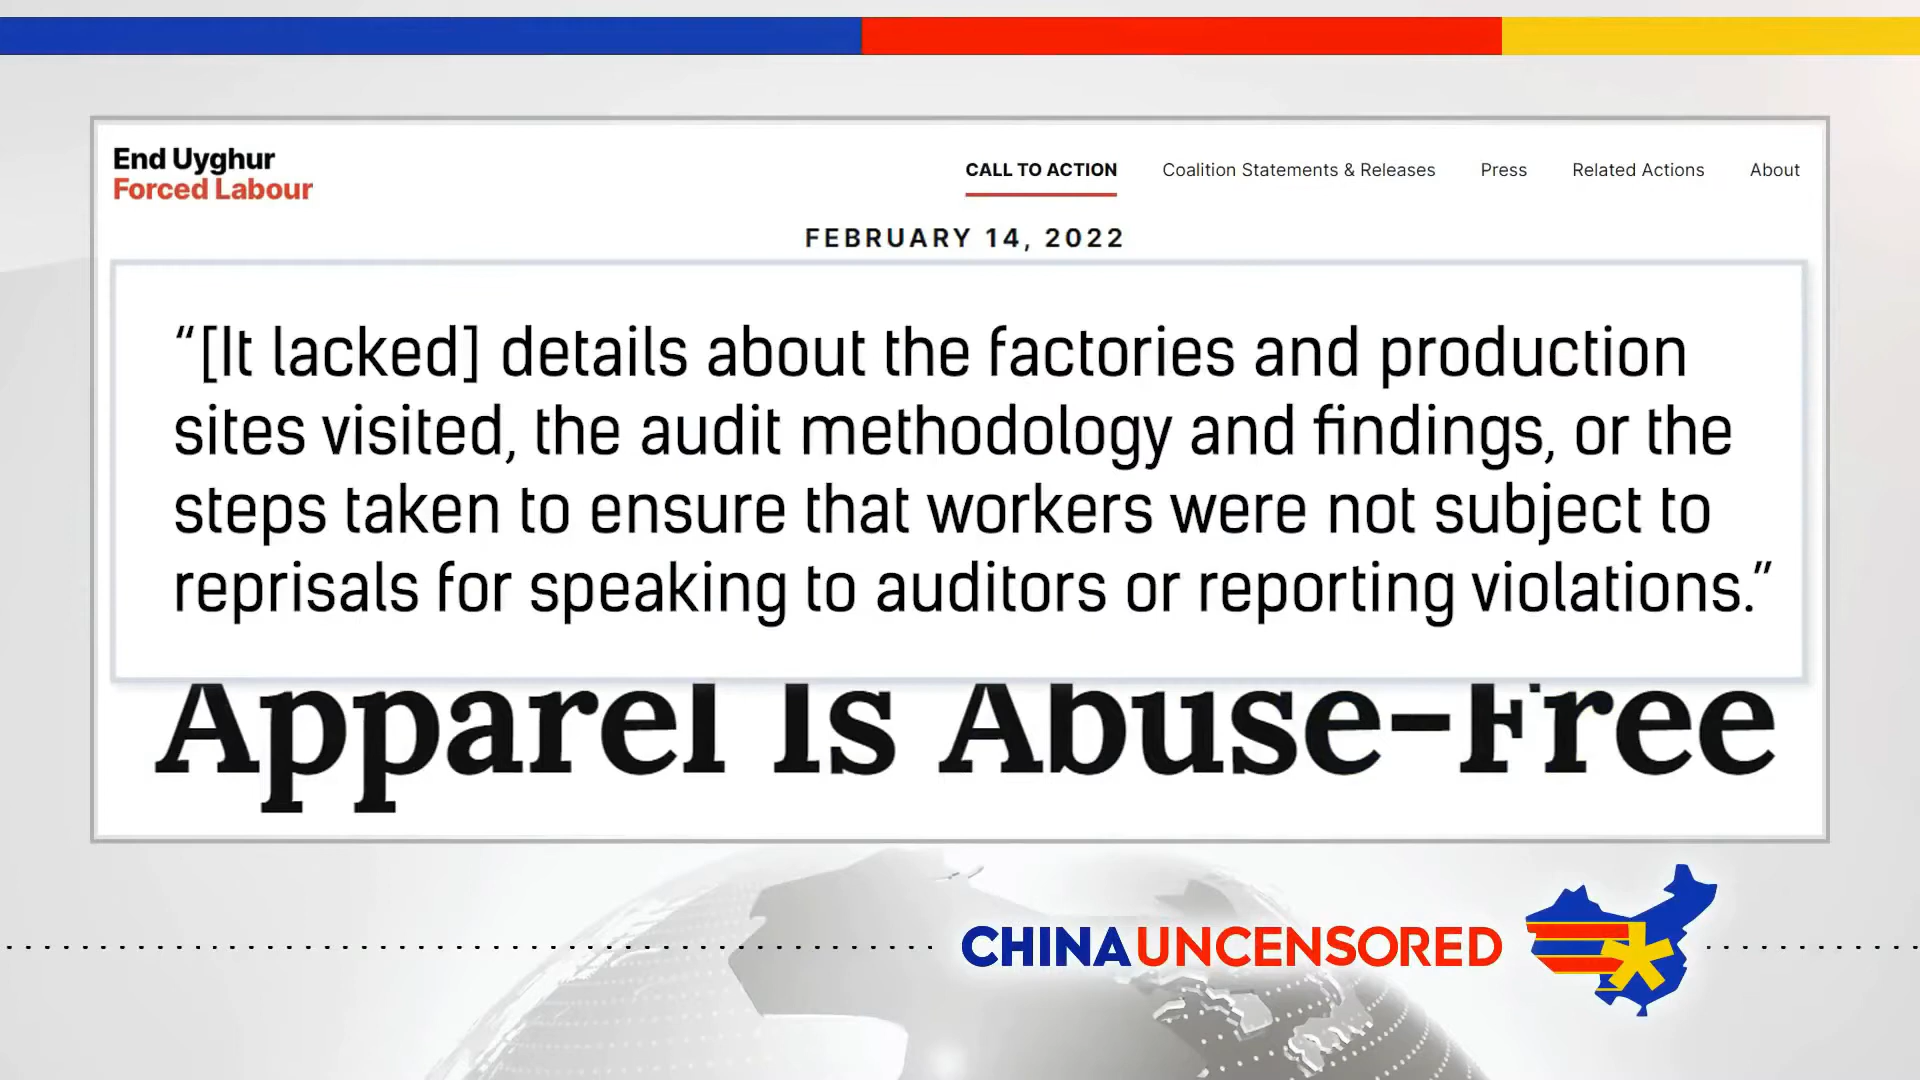 End Uyghur
Forced Labour
CALL TO ACTION Coalition Statements & Releases Press Related Actions About
FEBRUARY 14, 2022
“[It lacked] details about the factories and production
sites visited, the audit methodology and findings, or the
steps taken to ensure that workers were not subject to
reprisals for speaking to auditors or reporting violations.”
Apparel Is Abuse-Free
CHINA UNCENSORED